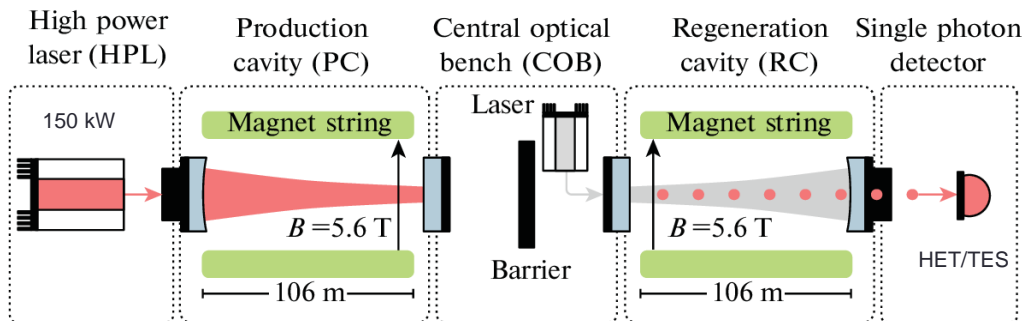 High power
laser (HPL)
Production
cavity (PC)
Central optical
bench (COB)
Regeneration
cavity (RC)
Single photon
detector
150 kW
Magnet string
B =5.6 T
106 m
Laser
Barrier
Magnet string
B =5.6 T
106 m
HET/TES